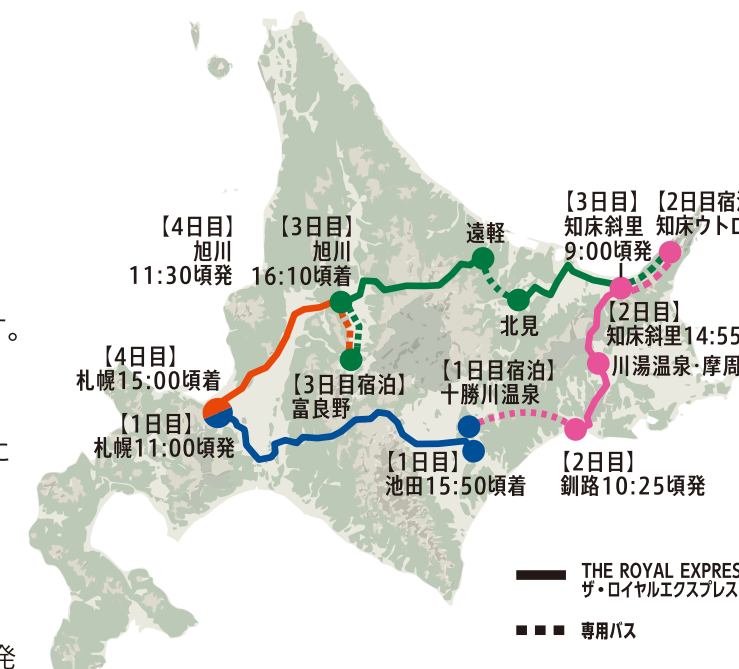 【4日目】
旭川
11:30頃発
【3日目】
旭川
16:10頃着
遠軽
北見
【3日目】
知床斜里
9:00頃発
【2日目宿
知床ウトロ
【2日目】
知床斜里14:55
川湯温泉・摩周
【4日目】
札幌15:00頃着
【1日目】
札幌11:00頃発
【3日目宿泊】
富良野
【1日目宿泊】
十勝川温泉
【1日目】
池田15:50頃着
【2日目】
釧路10:25頃発
THE ROYAL EXPRES
ザ・ロイヤルエクスプレス
専用バス
。
に
発